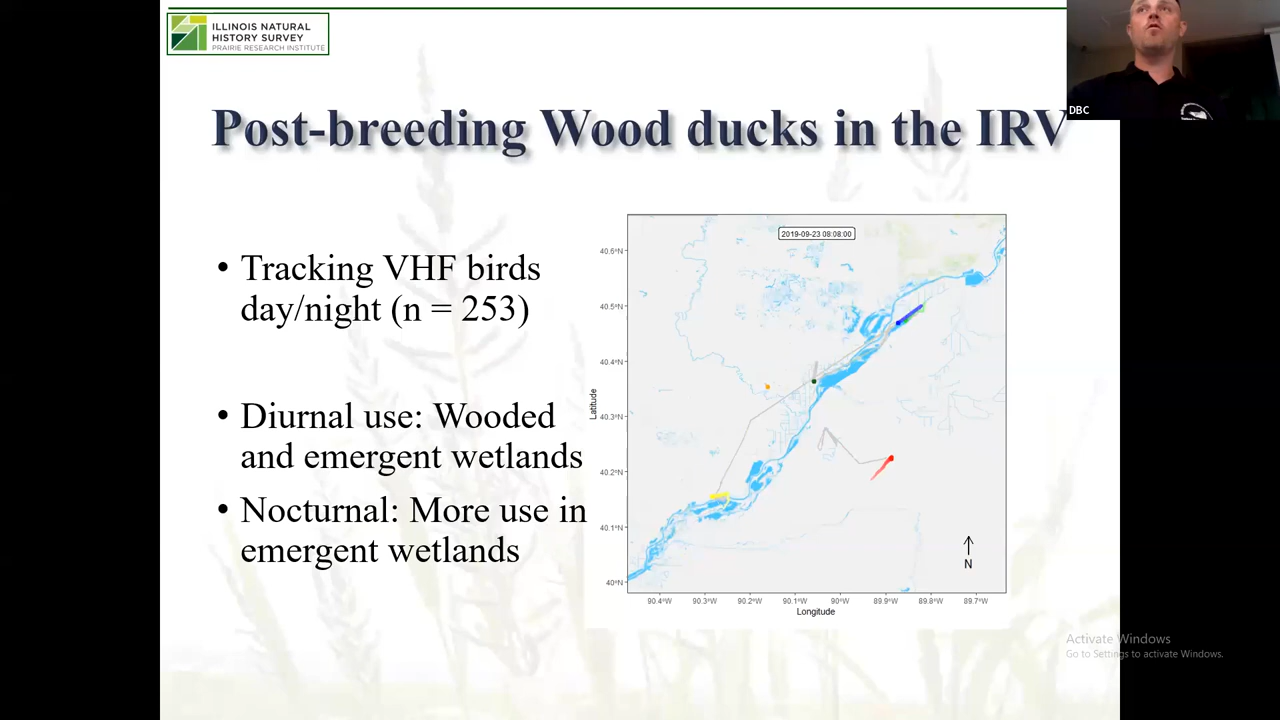 ILLINOIS NATURAL
HISTORY SURVEY
PRAIRIE RESEARCH INSTITUTE
DBC
Post-breeding Wood ducks in the IRV
• Tracking VHF birds
day/night (n = 253)
• Diurnal use: Wooded
and emergent wetlands
• Nocturnal: More use in
emergent wetlands
2019-09-23 08:08:00
40.6°N
40.5°N
40.4°N
40.3°N
40.2°N
40.1°N
40°N
Latitude
N
90.4°W 90.3°W 90.2°W 90.1°W 90°W 89.9°W 89.8°W 89.7°W
Longitude
Activate Windows
Go to Settings to activate Windows.